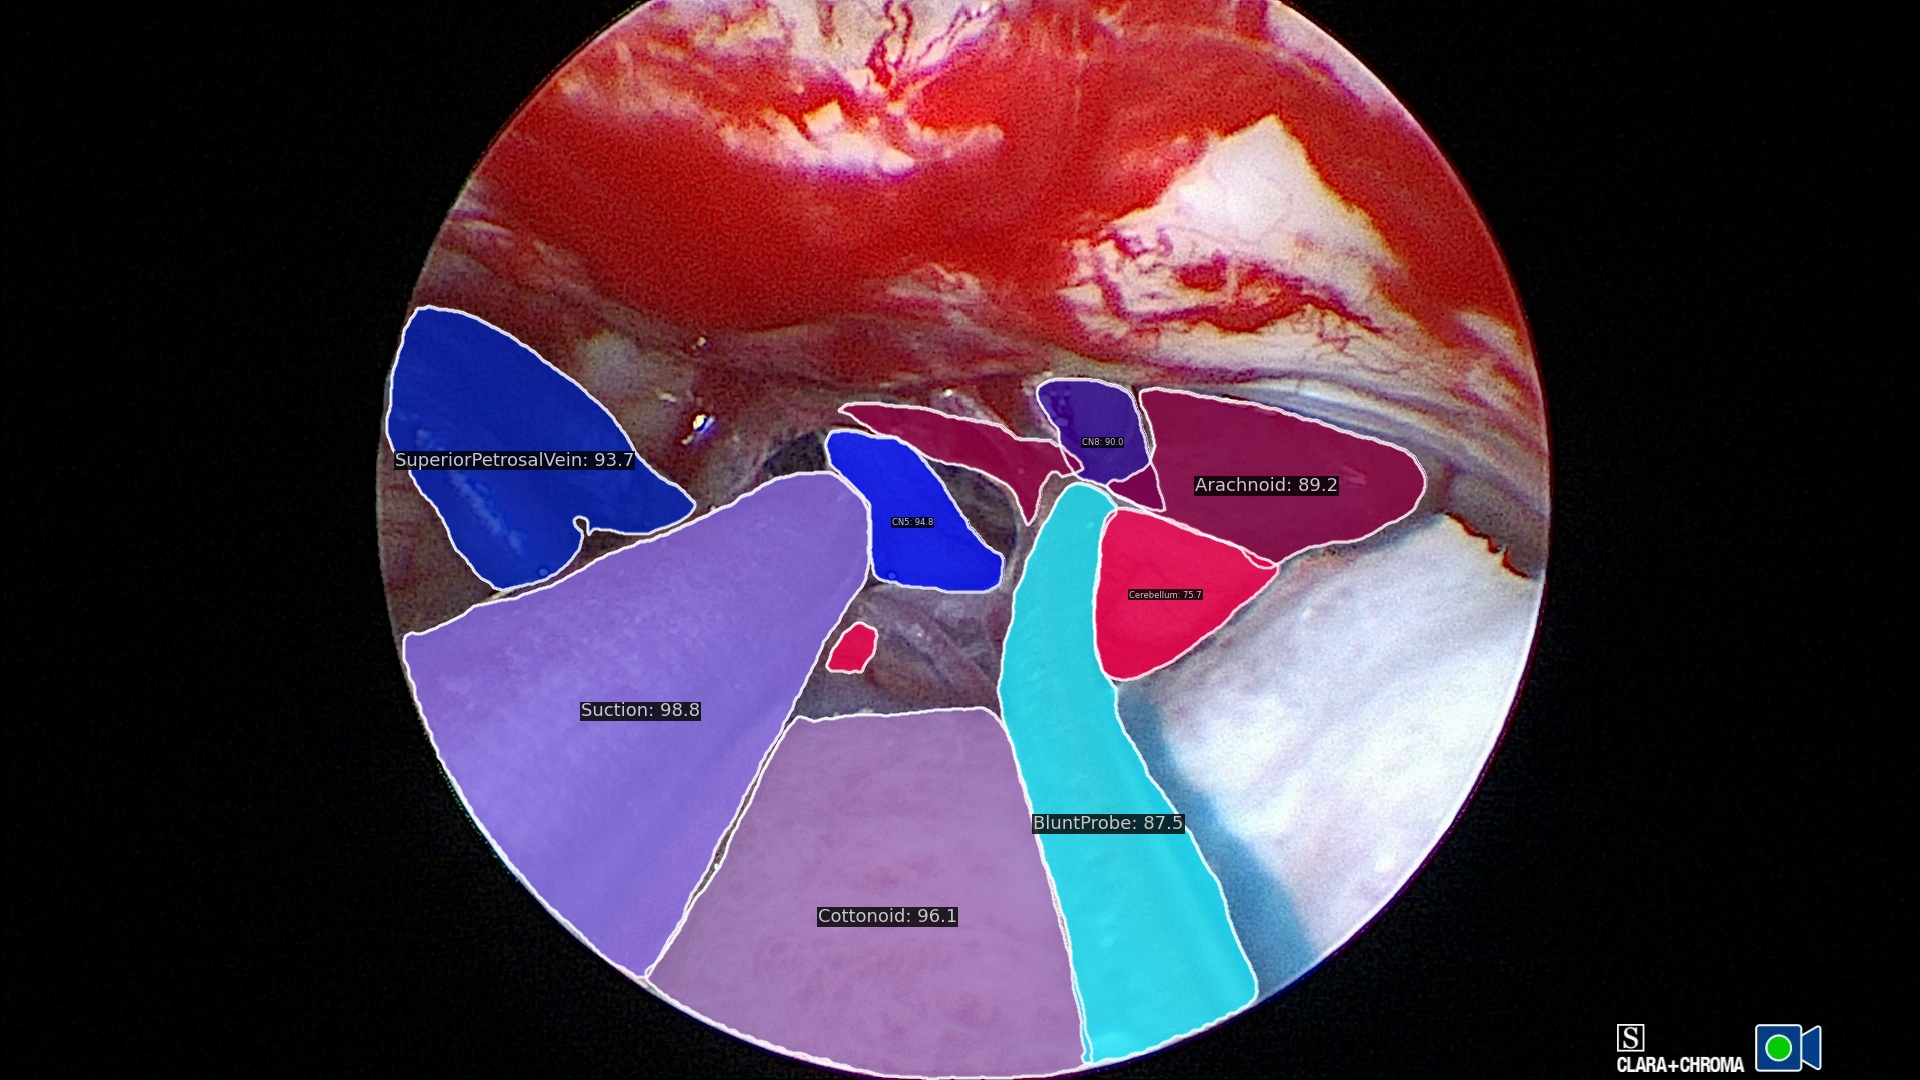 CN8: 90.0
SuperiorPetrosalVein: 93.7
Arachnoid: 89.2
CN5: 94.8
Cerebellum: 75.7
Suction: 98.8
BluntProbe: 87.5
Cottonoid: 96.1
S
CLARA+CHROMA